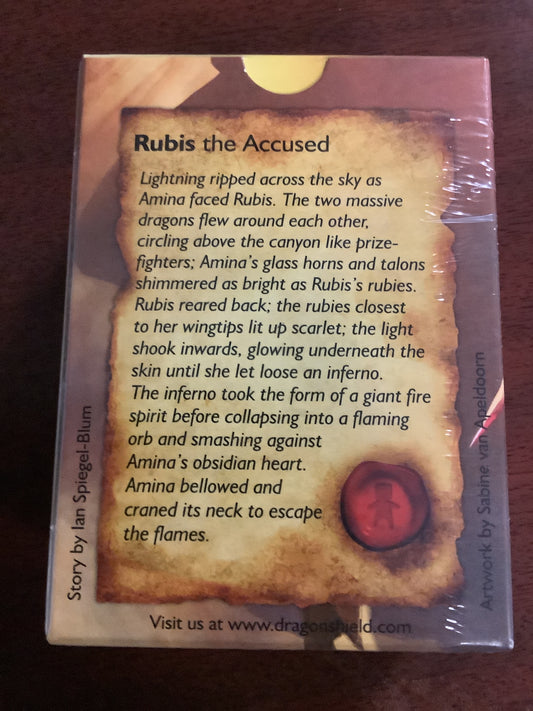 Rubis the Accused
Lightning ripped across the sky as
Amina faced Rubis. The two massive
dragons flew around each other,
circling above the canyon like prize-
fighters; Amina's glass horns and talons
shimmered as bright as Rubis's rubies.
Rubis reared back; the rubies closest
to her wingtips lit up scarlet; the light
shook inwards, glowing underneath the
skin until she let loose an inferno.
The inferno took the form of a giant fire
spirit before collapsing into a flaming
orb and smashing against
Amina's obsidian heart.
Amina bellowed and
craned its neck to escape
the flames.
Story by Ian Spiegel-Blum
Artwork by Sabine van Apeldoorn
Visit us at www.dragonshield.com